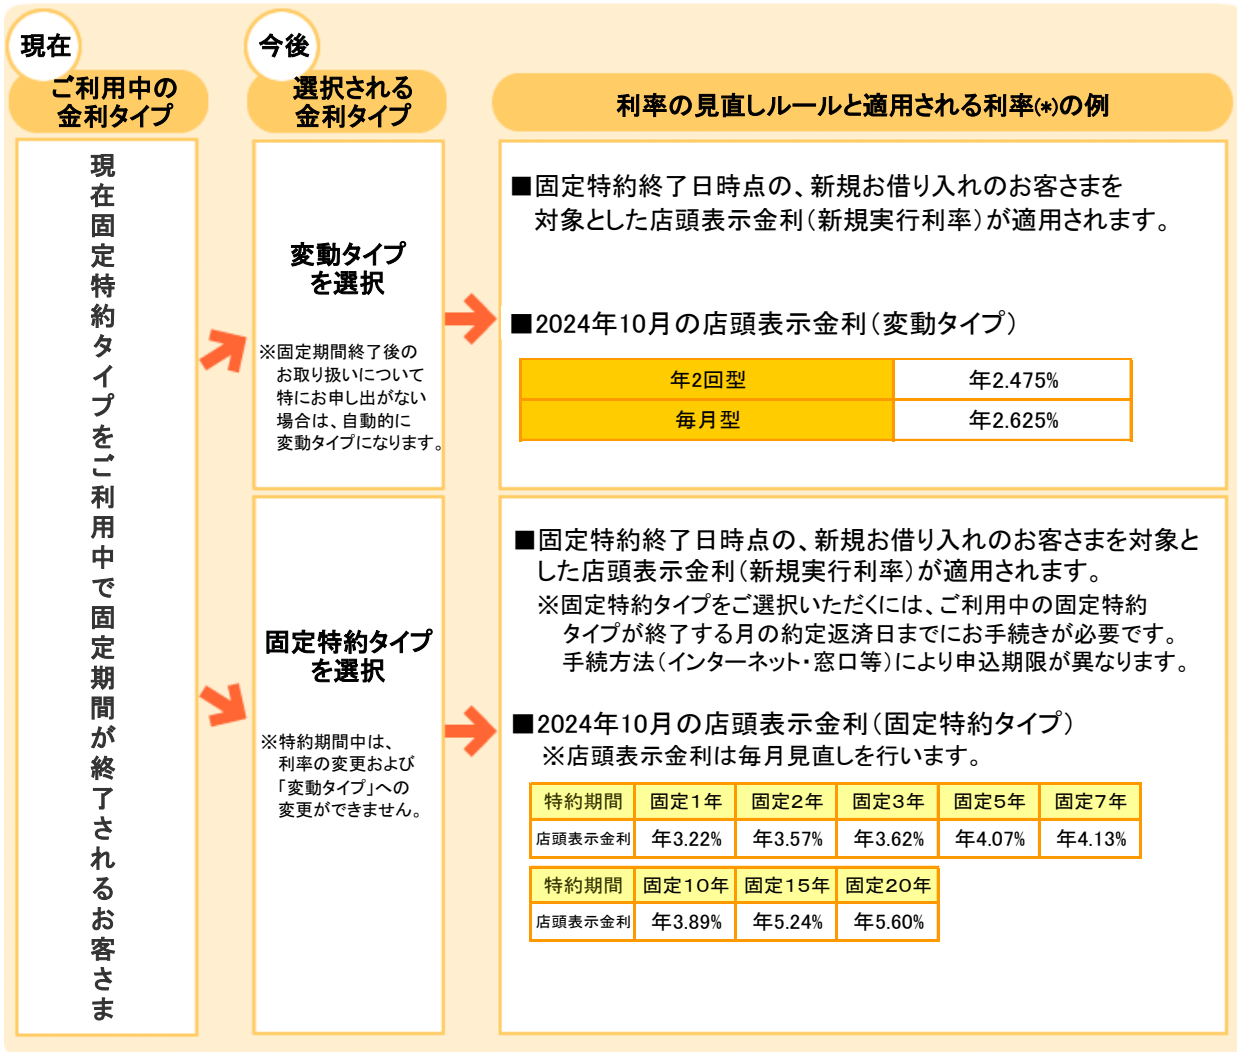 現在
ご利用中の
金利タイプ
今後
選択される
金利タイプ
利率の見直しルールと適用される利率(*)の例
現在固定特約タイプをご利用中で固定期間が終了されるお客さま
変動タイプ
を選択
※固定期間終了後の
お取り扱いについて
特にお申し出がない
場合は、自動的に
変動タイプになります。
■固定特約終了日時点の、新規お借り入れのお客さまを
対象とした店頭表示金利(新規実行利率)が適用されます。
■2024年10月の店頭表示金利(変動タイプ)
年2回型 年2.475%
毎月型 年2.625%
固定特約タイプ
を選択
※特約期間中は、
利率の変更および
「変動タイプ」への
変更ができません。
■固定特約終了日時点の、新規お借り入れのお客さまを対象と
した店頭表示金利(新規実行利率)が適用されます。
※固定特約タイプをご選択いただくには、ご利用中の固定特約
タイプが終了する月の約定返済日までにお手続きが必要です。
手続方法(インターネット・窓口等)により申込期限が異なります。
■2024年10月の店頭表示金利(固定特約タイプ)
※店頭表示金利は毎月見直しを行います。
特約期間 固定1年 固定2年 固定3年 固定5年 固定7年
店頭表示金利 年3.22% 年3.57% 年3.62% 年4.07% 年4.13%
特約期間 固定10年 固定15年 固定20年
店頭表示金利 年3.89% 年5.24% 年5.60%